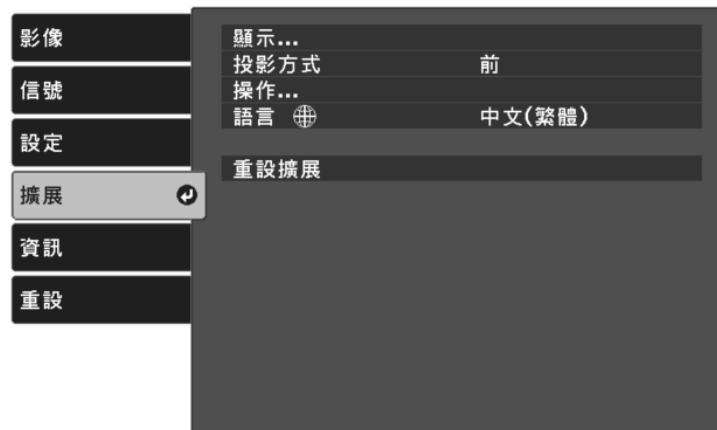 影像
信號
設定
擴展
資訊
重設
顯示...
投影方式 前
操作...
語言 中文(繁體)
重設擴展